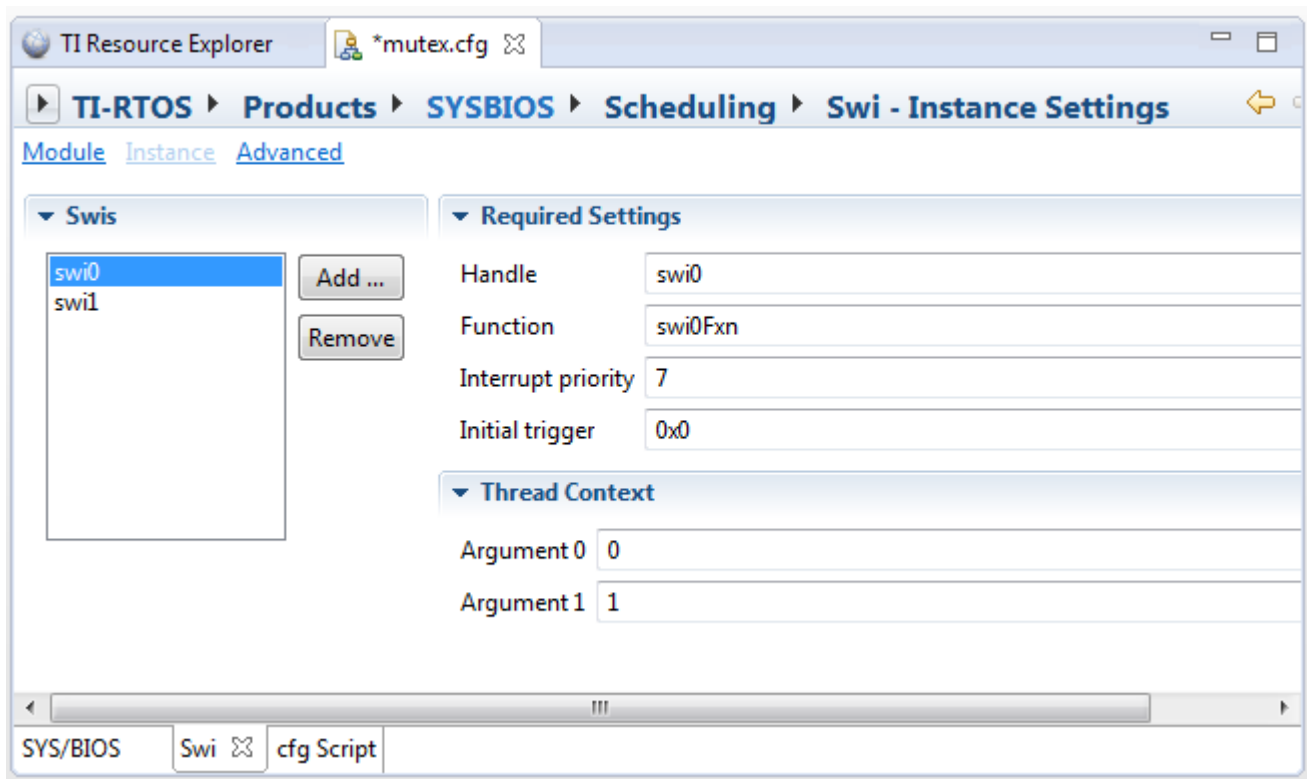 TI Resource Explorer
*mutex.cfg
TI-RTOS Products SYSBIOS Scheduling Swi - Instance Settings
Module Instance Advanced
Swis
swi0
swi1
Add ...
Remove
Required Settings
Handle swi0
Function swi0Fxn
Interrupt priority 7
Initial trigger 0x0
Thread Context
Argument 0 0
Argument 1 1
SYS/BIOS Swi cfg Script